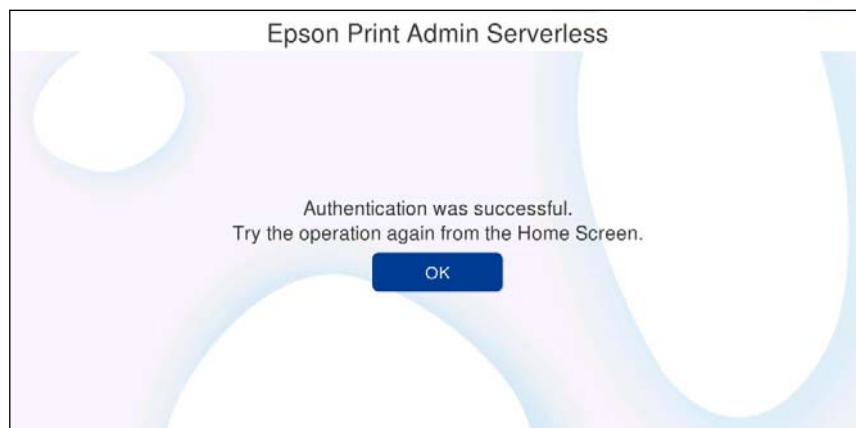 Epson Print Admin Serverless
Authentication was successful.
Try the operation again from the Home Screen.
OK